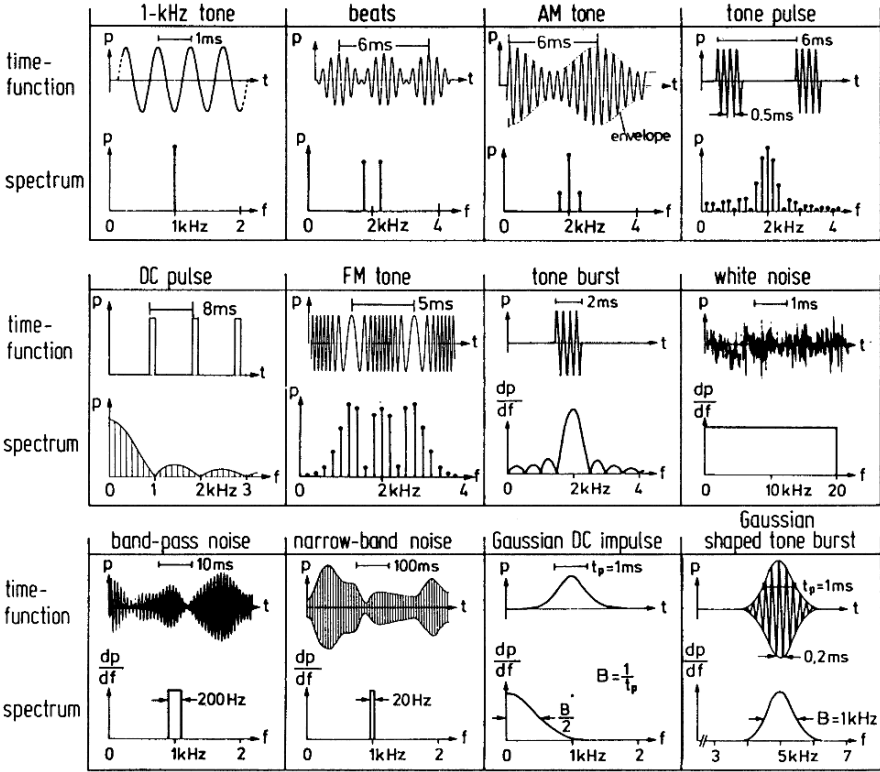 1-kHz tone
beats
AM tone
tone pulse
time-
function
p
1ms
t
p
6ms
t
p
6ms
t
envelope
p
6ms
t
0.5ms
spectrum
p
0
1kHz
2
f
p
0
2kHz
4
f
p
0
2kHz
4
f
p
0
2kHz
4
f
DC pulse
FM tone
tone burst
white noise
time-
function
p
8ms
t
p
5ms
t
p
2ms
t
p
1ms
t
spectrum
p
0 1 2kHz 3 f
p
0 2kHz 4 f
dp
df
0 2kHz 4 f
dp
df
0 10kHz 20 f
band-pass noise
narrow-band noise
Gaussian DC impulse
Gaussian
shaped tone burst
time-
function
p
10ms
t
p
100ms
t
p
tp=1ms
t
p
tp=1ms
t
0,2ms
spectrum
dp
df
200Hz
0 1kHz 2 f
dp
df
20Hz
0 1kHz 2 f
dp
df
B=1/tp
B/2
0 1kHz 2 f
dp
df
B=1kHz
3 5kHz 7 f